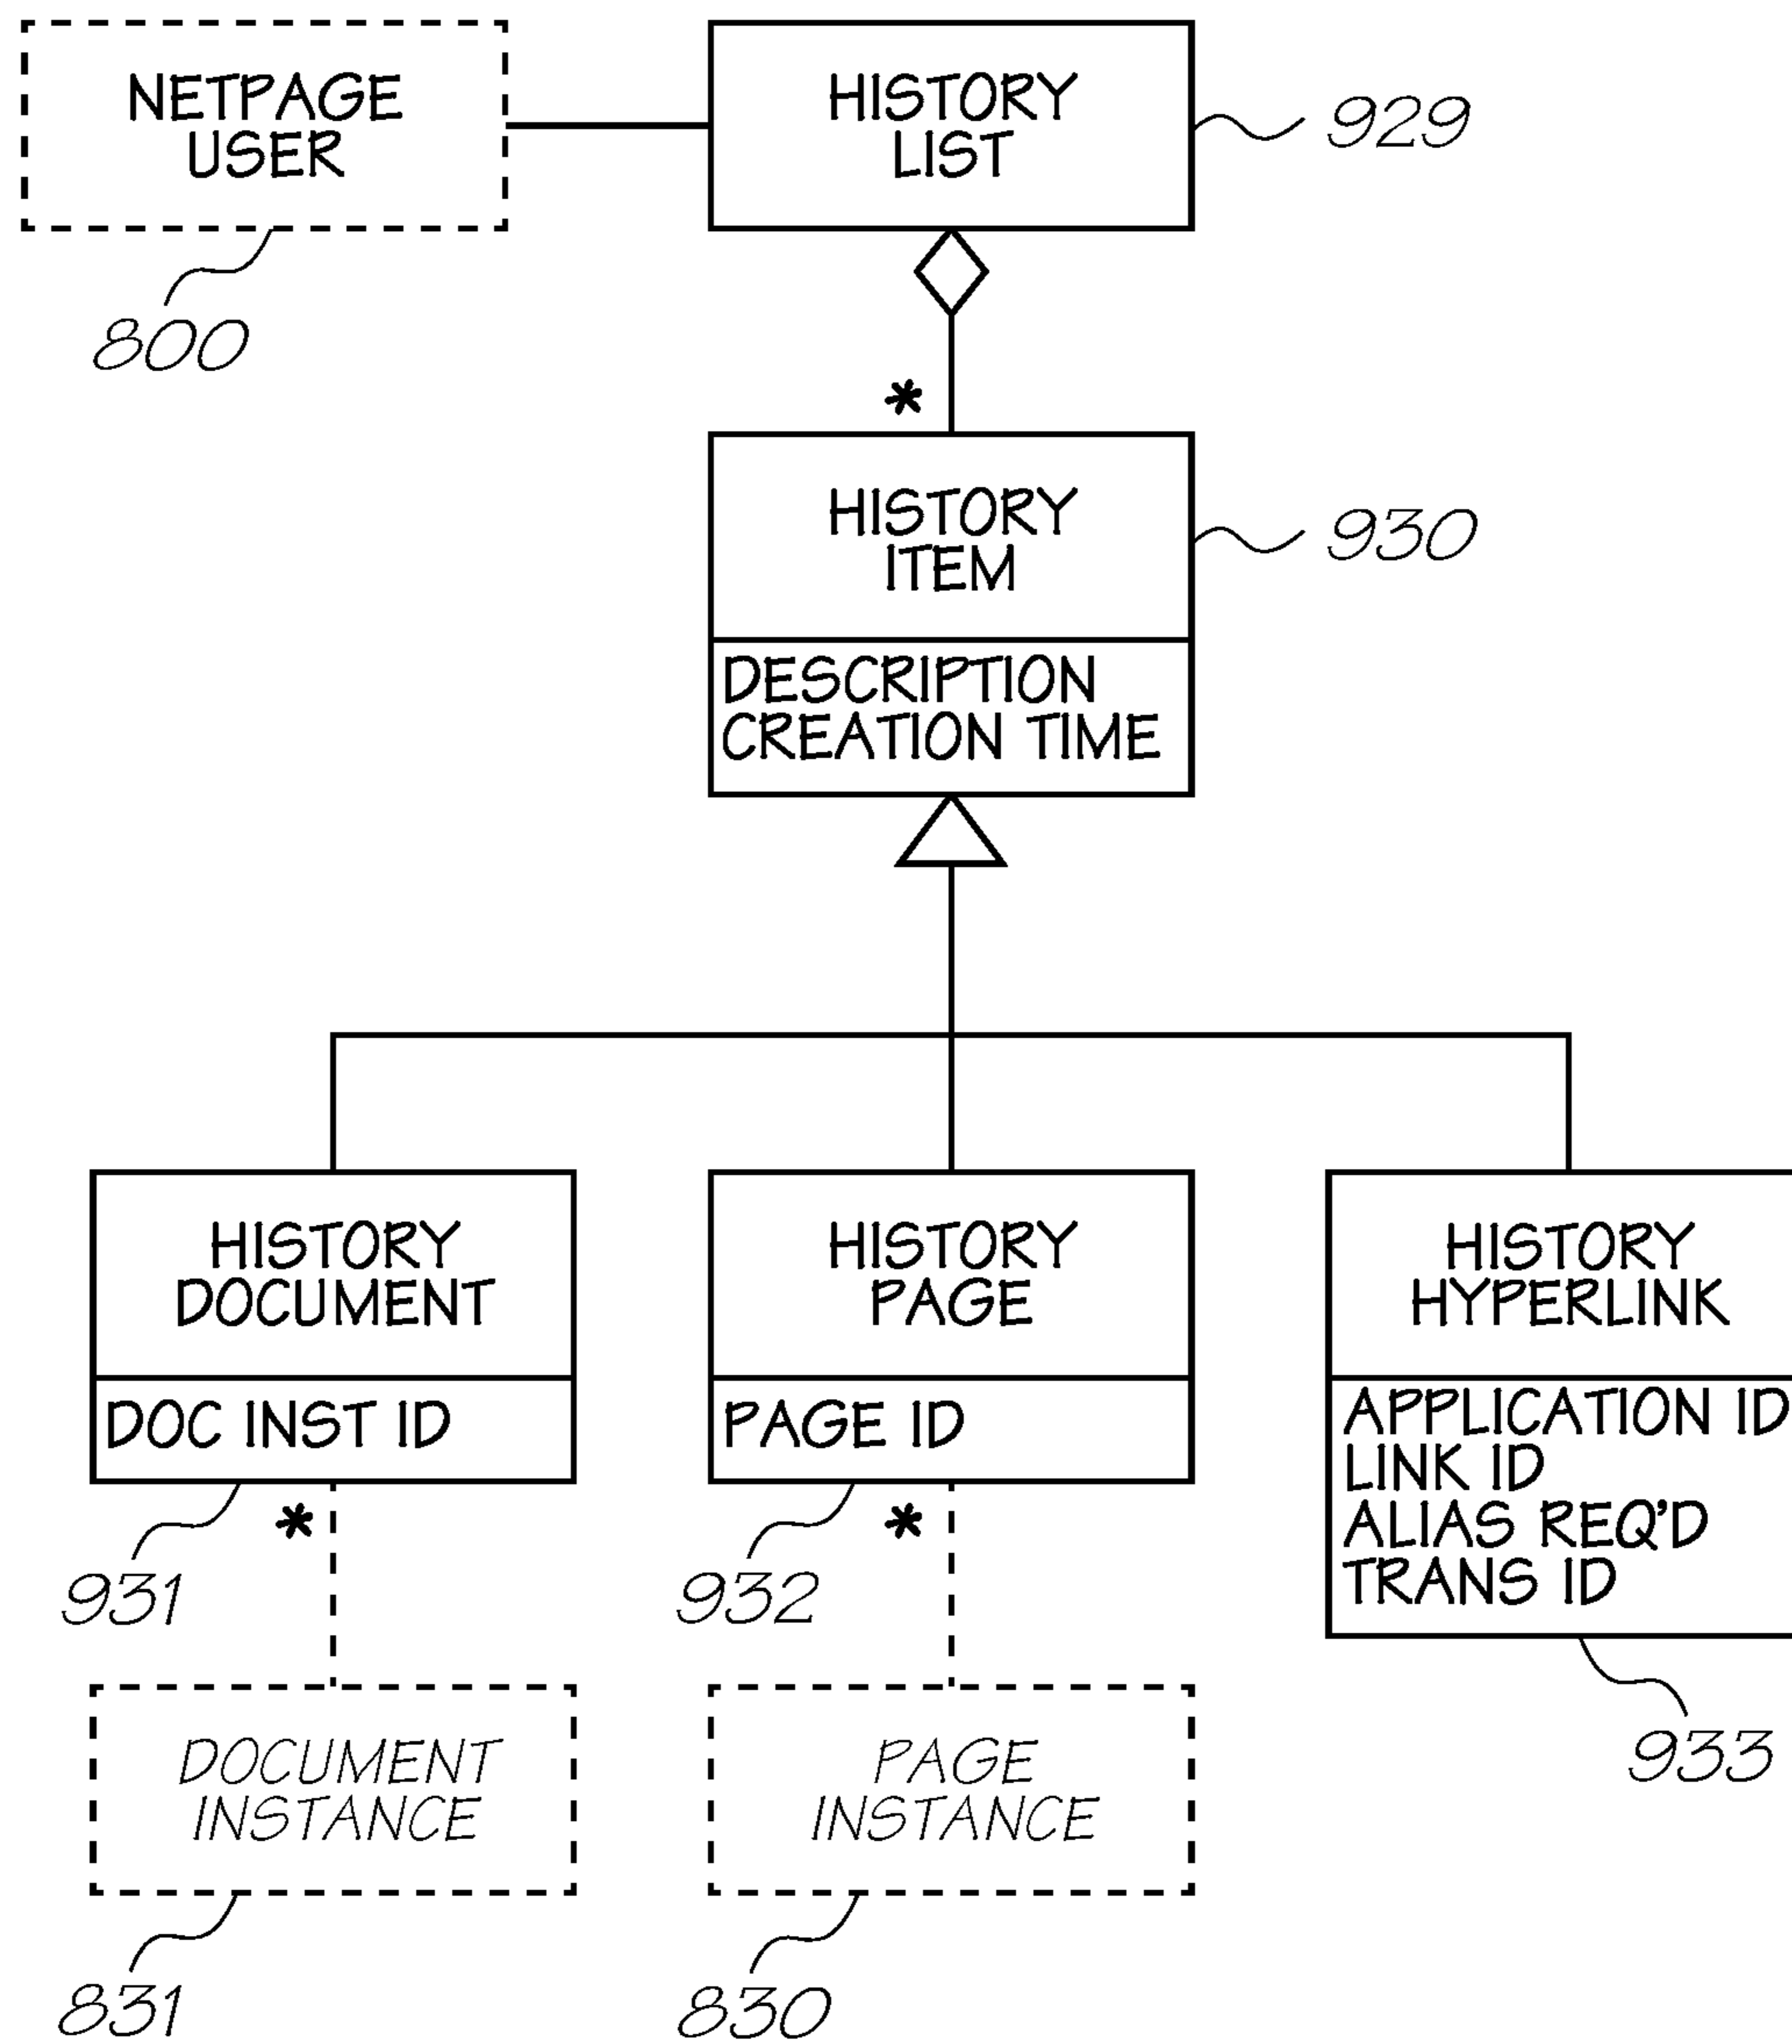 NETPAGE
USER
800
HISTORY
LIST
929
*
HISTORY
ITEM
930
DESCRIPTION
CREATION TIME
HISTORY
DOCUMENT
DOC INST ID
931
*
HISTORY
PAGE
PAGE ID
932
*
HISTORY
HYPERLINK
APPLICATION ID
LINK ID
ALIAS REQ'D
TRANS ID
933
DOCUMENT
INSTANCE
831
PAGE
INSTANCE
830